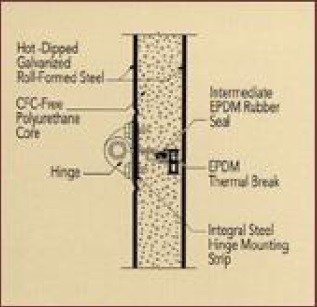 Hot-Dipped
Galvanized
Roll-Formed Steel
CFC-Free
Polyurethane
Core
Hinge
Intermediate
EPDM Rubber
Seal
EPDM
Thermal Break
Integral Steel
Hinge Mounting
Strip